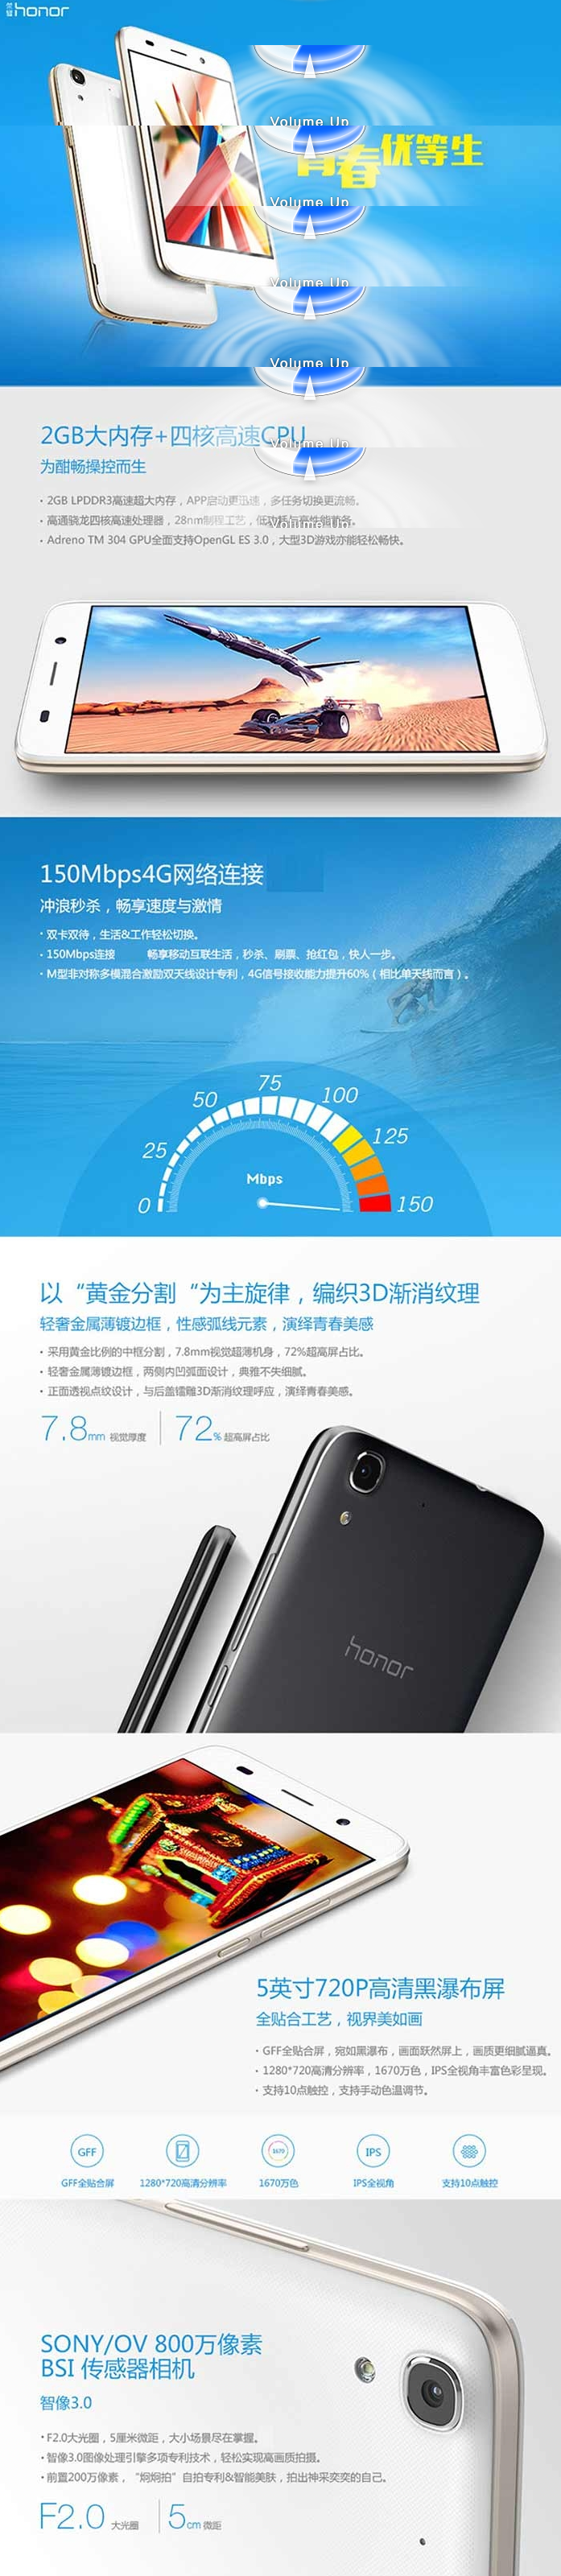 荣耀 honor
Volume Up
青春优等生
Volume Up
Volume Up
Volume Up
2GB大内存+四核高速CPU
Volume Up
为酣畅操控而生
· 2GB LPDDR3高速超大内存，APP启动更迅速，多任务切换更流畅。
· 高通骁龙四核高速处理器，28nm制程工艺，
Volume Up
· Adreno TM 304 GPU全面支持OpenGL ES 3.0，大型3D游戏亦能轻松畅快。
150Mbps4G网络连接
冲浪秒杀，畅享速度与激情
· 双卡双待，生活&工作轻松切换。
· 150Mbps连接 畅享移动互联生活，秒杀、刷票、抢红包，快人一步。
· M型非对称多模混合激励双天线设计专利，4G信号接收能力提升60%（相比单天线而言）。
0 25 50 75 100 125 150
Mbps
以“黄金分割“为主旋律，编织3D渐消纹理
轻奢金属薄镀边框，性感弧线元素，演绎青春美感
· 采用黄金比例的中框分割，7.8mm视觉超薄机身，72%超高屏占比。
· 轻奢金属薄镀边框，两侧内凹弧面设计，典雅不失细腻。
· 正面透视点纹设计，与后盖镭雕3D渐消纹理呼应，演绎青春美感。
7.8mm 视觉厚度 72% 超高屏占比
honor
5英寸720P高清黑瀑布屏
全贴合工艺，视界美如画
· GFF全贴合屏，宛如黑瀑布，画面跃然屏上，画质更细腻逼真。
· 1280*720高清分辨率，1670万色，IPS全视角丰富色彩呈现。
· 支持10点触控，支持手动色温调节。
GFF 1670 IPS
GFF全贴合屏 1280*720高清分辨率 1670万色 IPS全视角 支持10点触控
SONY/OV 800万像素
BSI 传感器相机
智像3.0
· F2.0大光圈，5厘米微距，大小场景尽在掌握。
· 智像3.0图像处理引擎多项专利技术，轻松实现高画质拍摄。
· 前置200万像素，“炯炯拍”自拍专利&智能美肤，拍出神采奕奕的自己。
F2.0 大光圈 5cm 微距